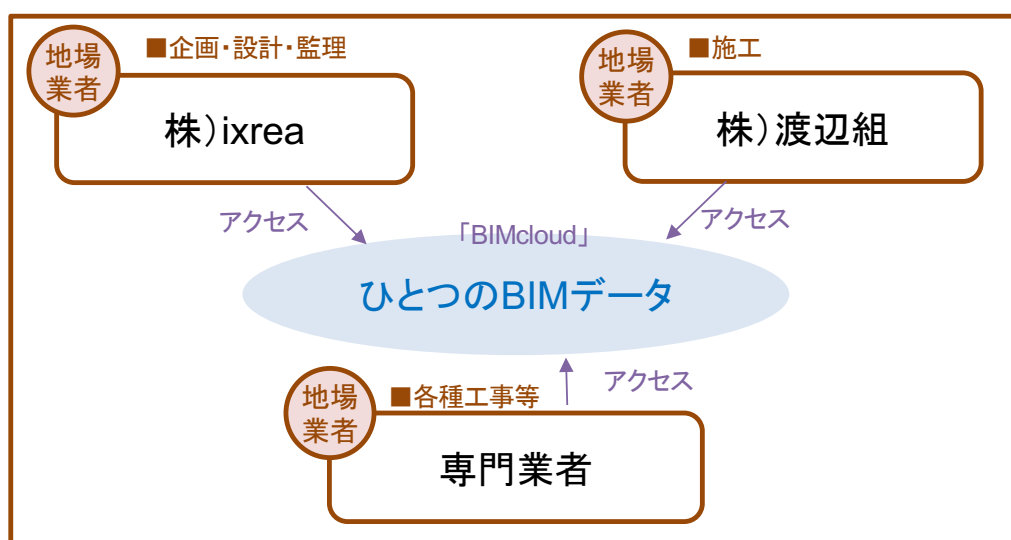 地場
業者
■企画・設計・監理
株）ixrea
地場
業者
■施工
株）渡辺組
アクセス
アクセス
「BIMcloud」
ひとつのBIMデータ
アクセス
地場
業者
■各種工事等
専門業者